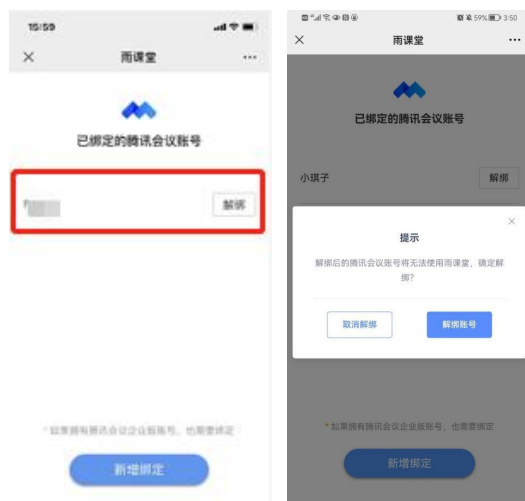 15:59
雨课堂
已绑定的腾讯会议账号
解绑
*如果拥有腾讯会议企业版账号，也需要绑定
新增绑定
59% 3:50
雨课堂
已绑定的腾讯会议账号
小琪子
解绑
提示
解绑后的腾讯会议账号将无法使用雨课堂，确定解
绑?
取消解绑
解绑账号
*如果拥有腾讯会议企业版账号，也需要绑定
新增绑定